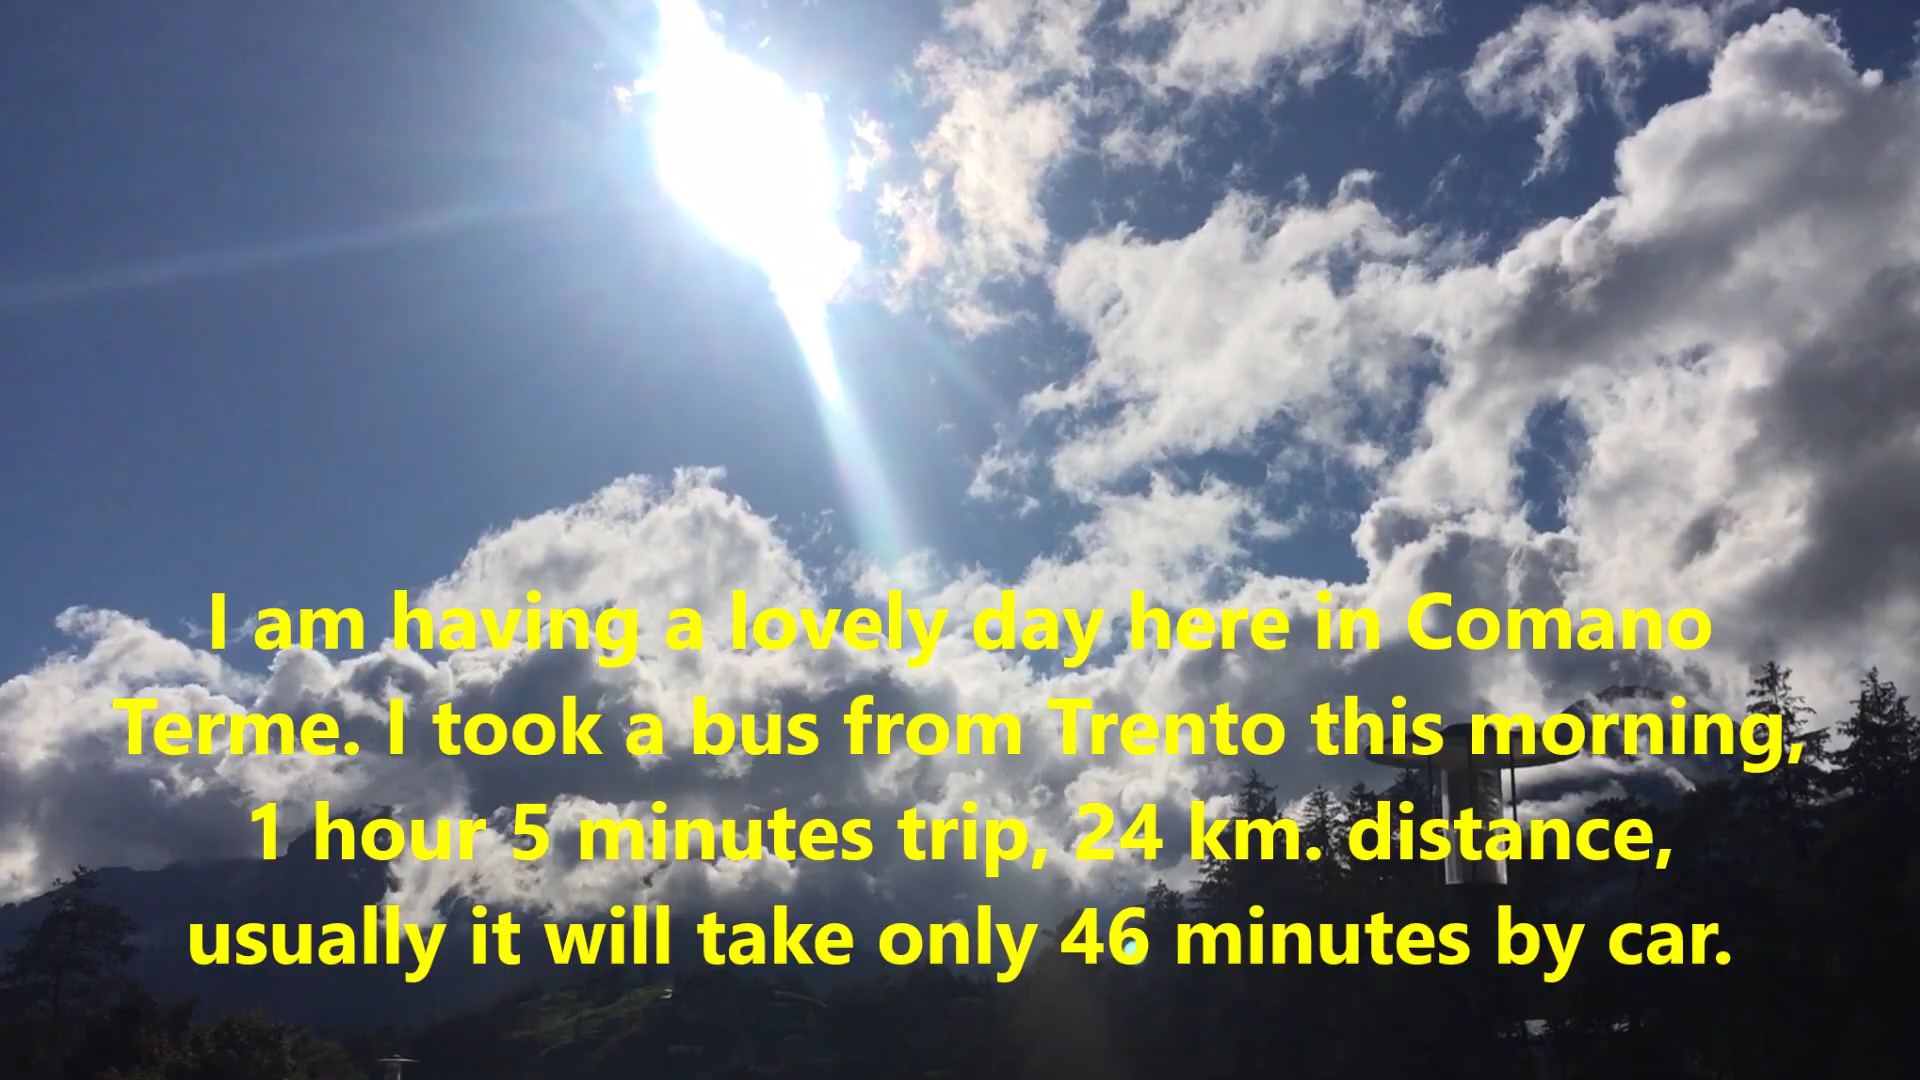 I am having a lovely day here in Comano
Terme. I took a bus from Trento this morning,
1 hour 5 minutes trip, 24 km. distance,
usually it will take only 46 minutes by car.